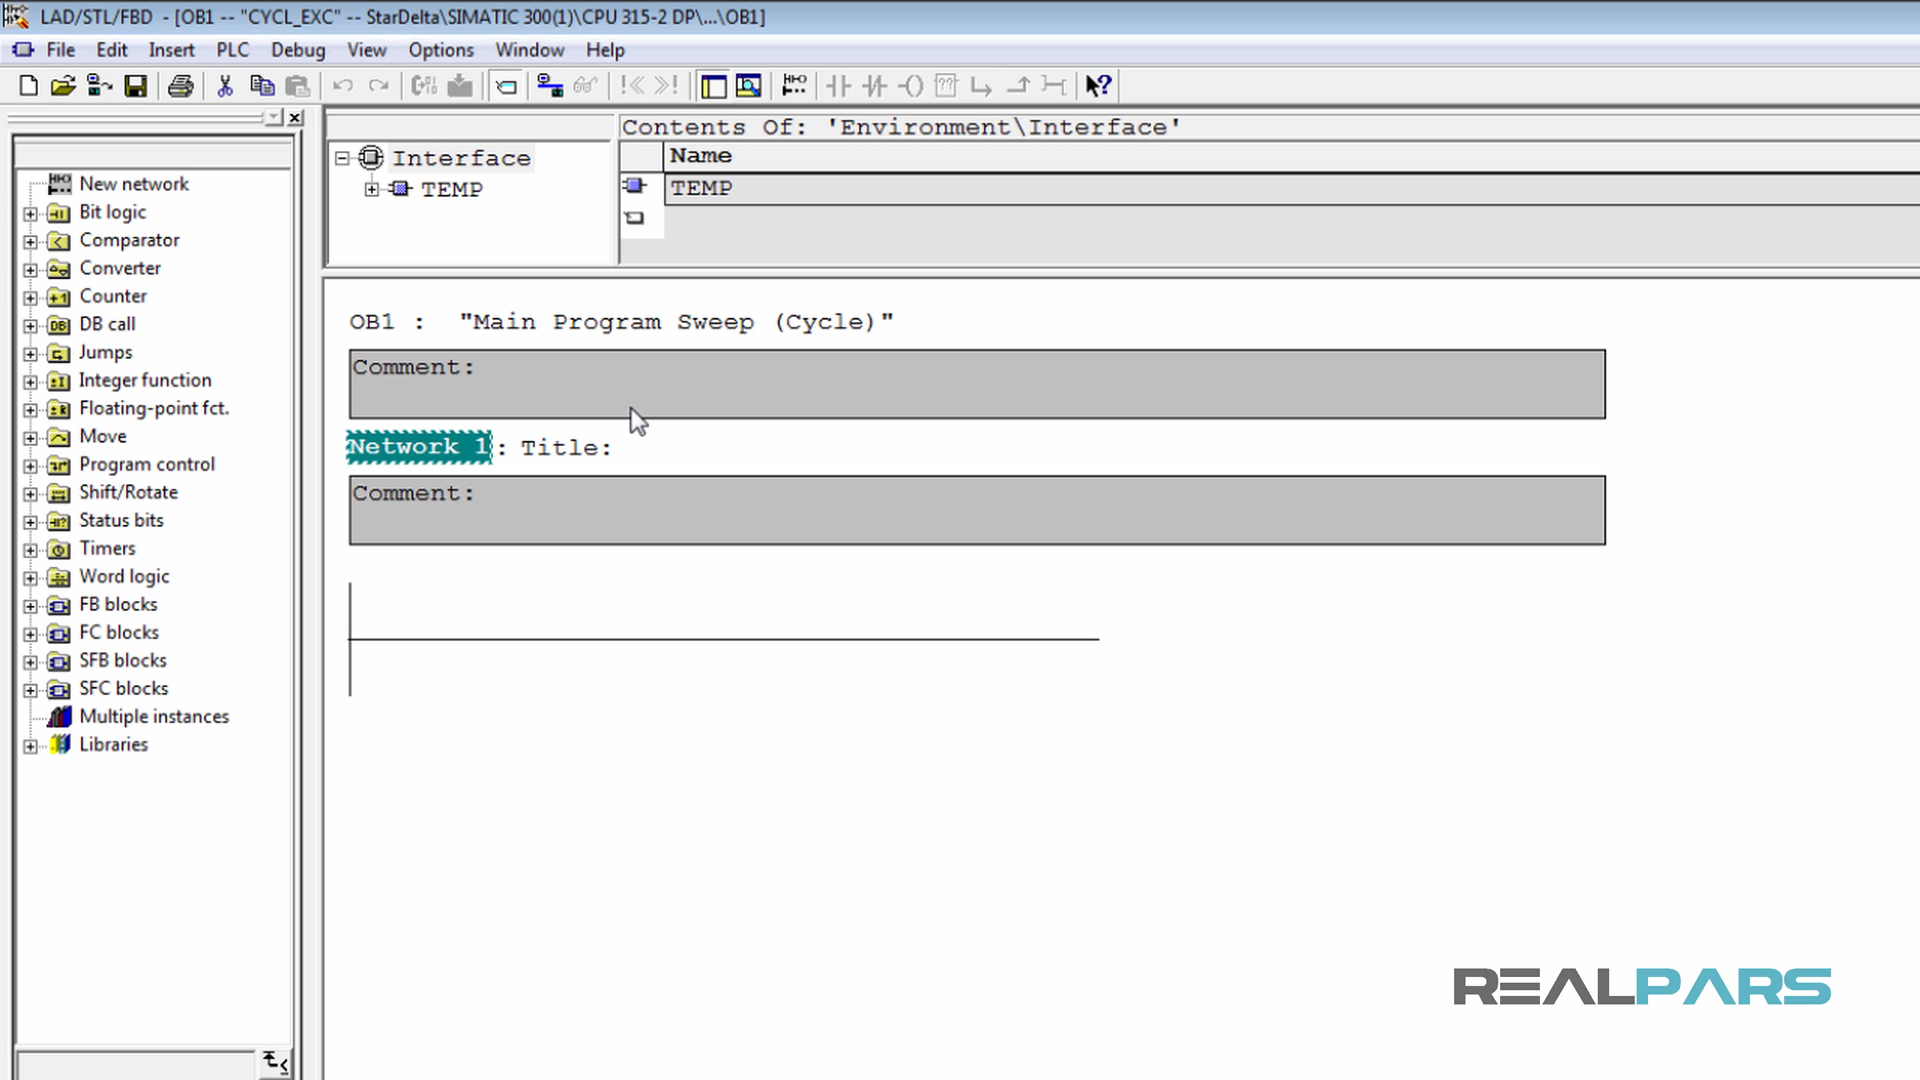 LAD/STL/FBD - [OB1 -- "CYCL_EXC" -- StarDelta\SIMATIC 300(1)\CPU 315-2 DP\...\OB1]
File Edit Insert PLC Debug View Options Window Help
New network
Bit logic
Comparator
Converter
Counter
DB call
Jumps
Integer function
Floating-point fct.
Move
Program control
Shift/Rotate
Status bits
Timers
Word logic
FB blocks
FC blocks
SFB blocks
SFC blocks
Multiple instances
Libraries
Interface
TEMP
Contents Of: 'Environment\Interface'
Name
TEMP
OB1 : "Main Program Sweep (Cycle)"
Comment:
Network 1: Title:
Comment:
REALPARS